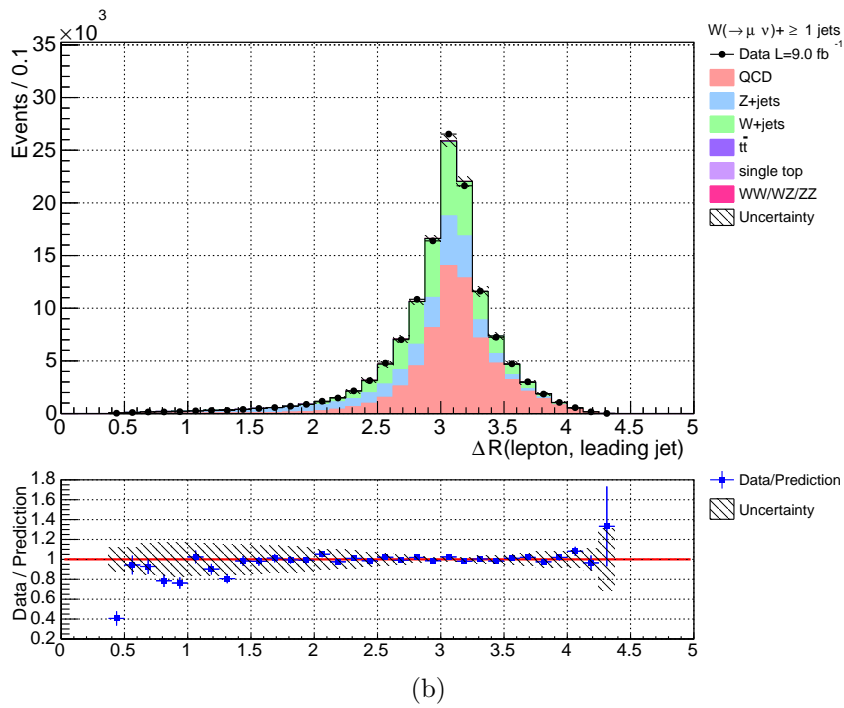 ×10³
W(→μ ν)+ ≥ 1 jets
Data L=9.0 fb⁻¹
QCD
Z+jets
W+jets
tt̄
single top
WW/WZ/ZZ
Uncertainty
Events / 0.1
35
30
25
20
15
10
5
0
0 0.5 1 1.5 2 2.5 3 3.5 4 4.5 5
ΔR(lepton, leading jet)
Data / Prediction
1.8
1.6
1.4
1.2
1
0.8
0.6
0.4
0.2
0 0.5 1 1.5 2 2.5 3 3.5 4 4.5 5
Data/Prediction
Uncertainty
(b)